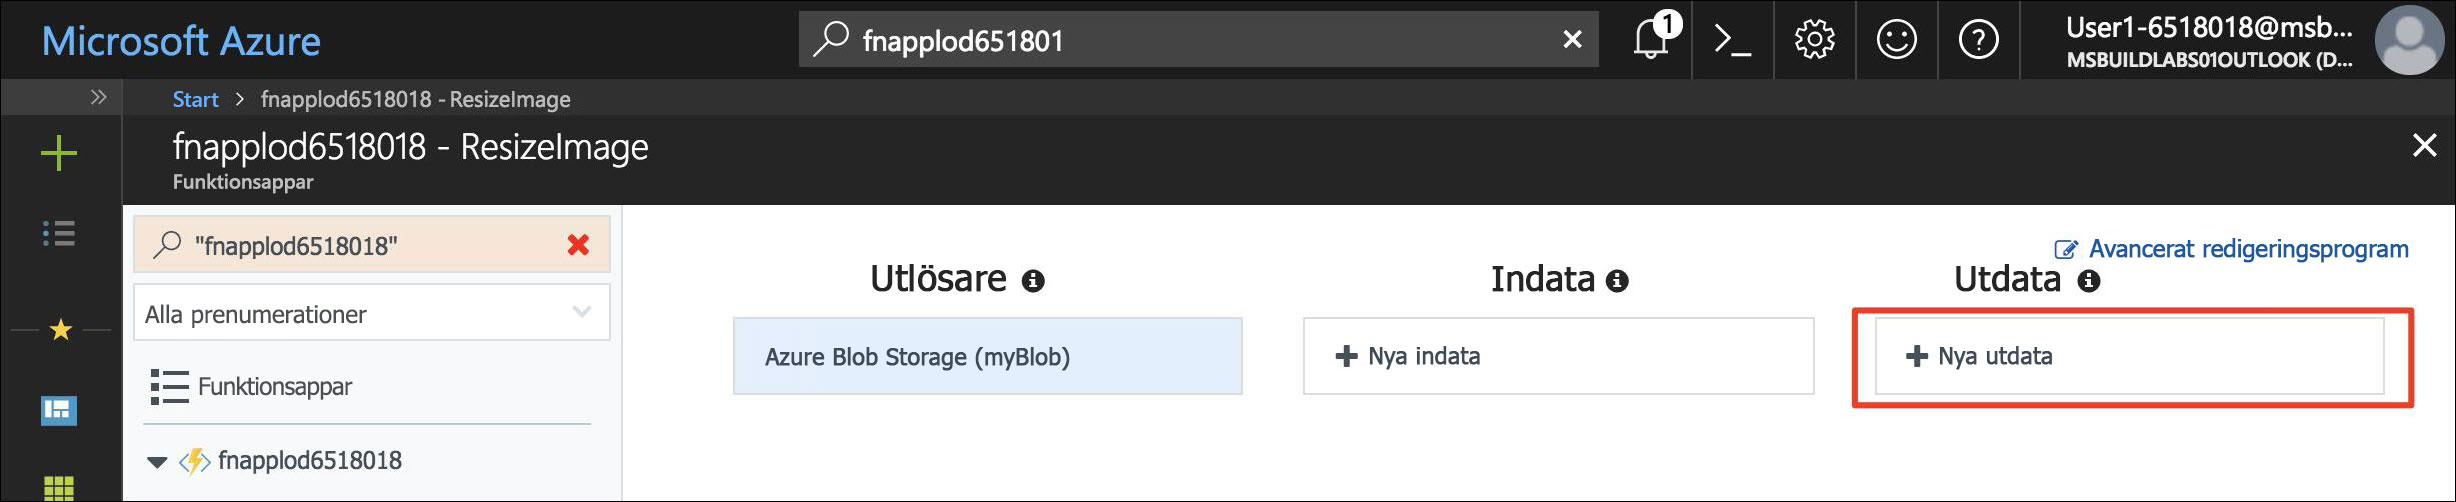 Microsoft Azure
fnapplod651801
1
User1-6518018@msb...
MSBUILDLABS01OUTLOOK (D...
Start > fnapplod6518018 - ResizeImage
fnapplod6518018 - ResizeImage
Funktionsappar
"fnapplod6518018"
Alla prenumerationer
Funktionsappar
fnapplod6518018
Avancerat redigeringsprogram
Utlösare
Indata
Utdata
Azure Blob Storage (myBlob)
Nya indata
Nya utdata